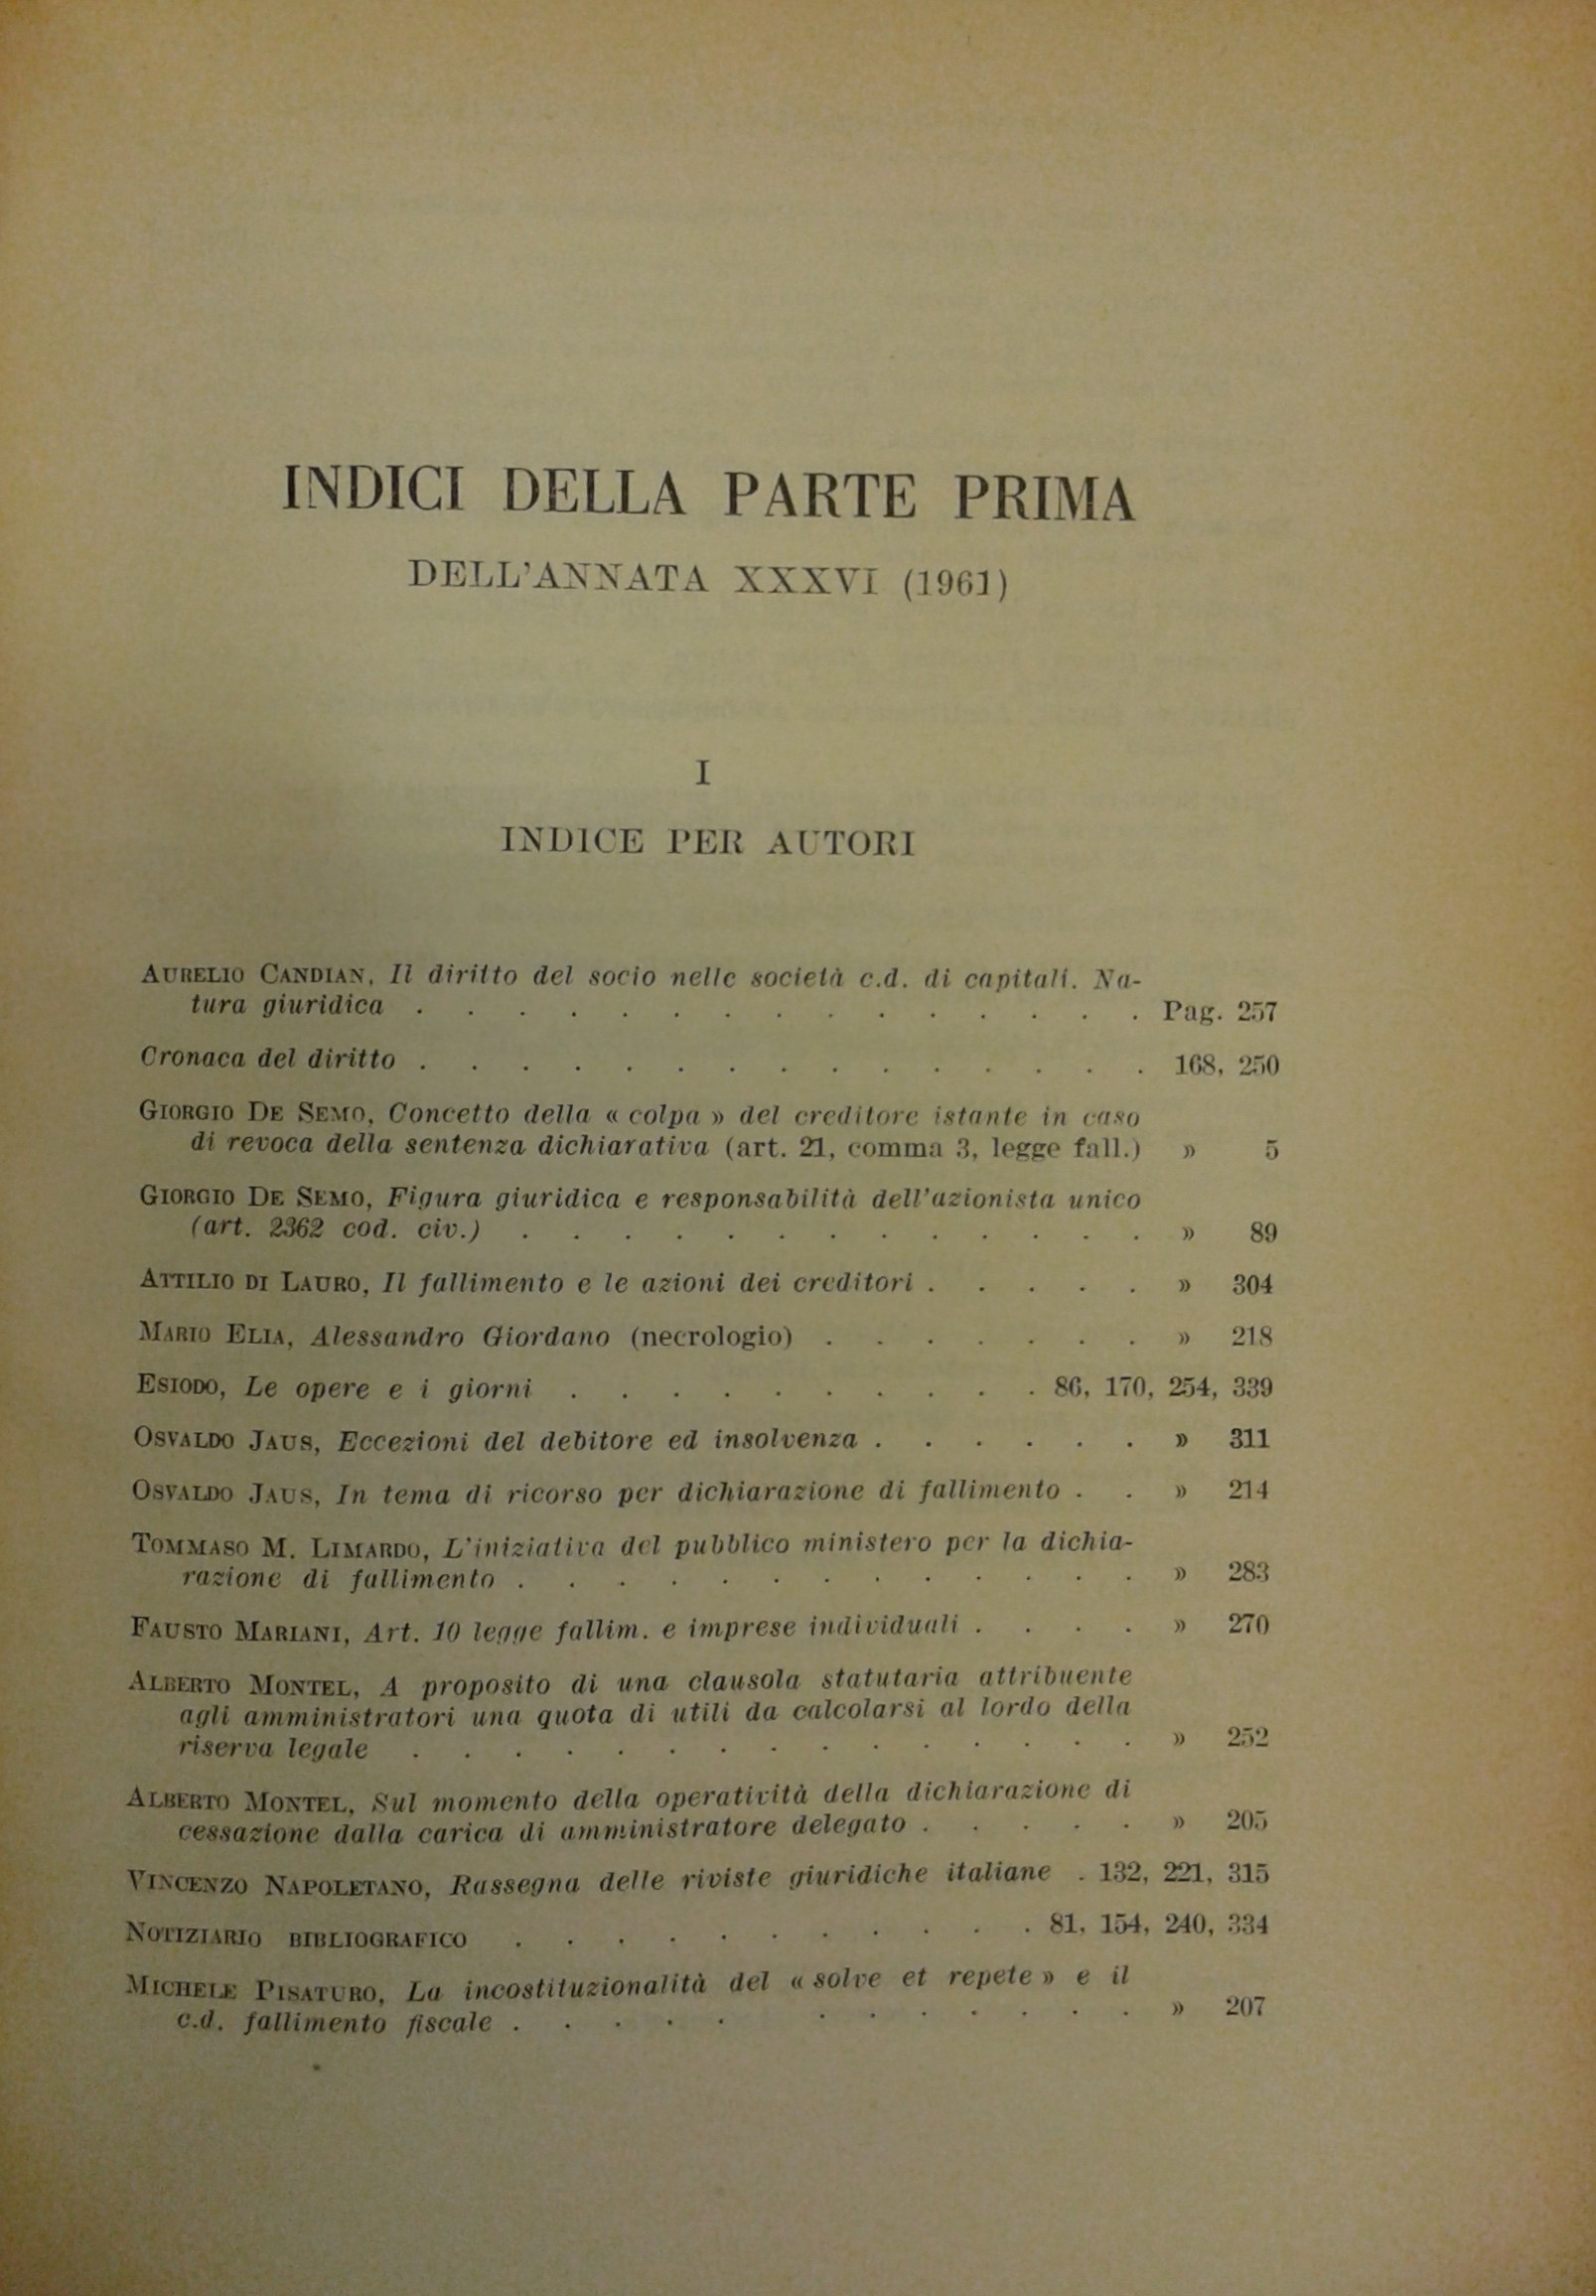 INDICI DELLA PARTE PRIMA
DELL'ANNATA XXXVI (1961)
I
INDICE PER AUTORI
AURELIO CANDIAN, Il diritto del socio nelle società c.d. di capitali. Na-
tura giuridica . . . . . . . . . . . . . . . Pag. 257
Cronaca del diritto . . . . . . . . . . . . . . . 168, 250
GIORGIO DE SEMO, Concetto della « colpa » del creditore istante in caso
di revoca della sentenza dichiarativa (art. 21, comma 3, legge fall.) » 5
GIORGIO DE SEMO, Figura giuridica e responsabilità dell'azionista unico
(art. 2362 cod. civ.) . . . . . . . . . . . . . » 89
ATTILIO DI LAURO, Il fallimento e le azioni dei creditori . . . . . » 304
MARIO ELIA, Alessandro Giordano (necrologio) . . . . . . . » 218
ESIODO, Le opere e i giorni . . . . . . . . . . 86, 170, 254, 339
OSVALDO JAUS, Eccezioni del debitore ed insolvenza . . . . . . » 311
OSVALDO JAUS, In tema di ricorso per dichiarazione di fallimento . . » 214
TOMMASO M. LIMARDO, L'iniziativa del pubblico ministero per la dichia-
razione di fallimento . . . . . . . . . . . . . » 283
FAUSTO MARIANI, Art. 10 legge fallim. e imprese individuali . . . . » 270
ALBERTO MONTEL, A proposito di una clausola statutaria attribuente
agli amministratori una quota di utili da calcolarsi al lordo della
riserva legale . . . . . . . . . . . . . . . » 252
ALBERTO MONTEL, Sul momento della operatività della dichiarazione di
cessazione dalla carica di amministratore delegato . . . . . » 205
VINCENZO NAPOLETANO, Rassegna delle riviste giuridiche italiane . 132, 221, 315
NOTIZIARIO BIBLIOGRAFICO . . . . . . . . . . . 81, 154, 240, 334
MICHELE PISATURO, La incostituzionalità del « solve et repete » e il
c.d. fallimento fiscale . . . . . . . . . . . . » 207